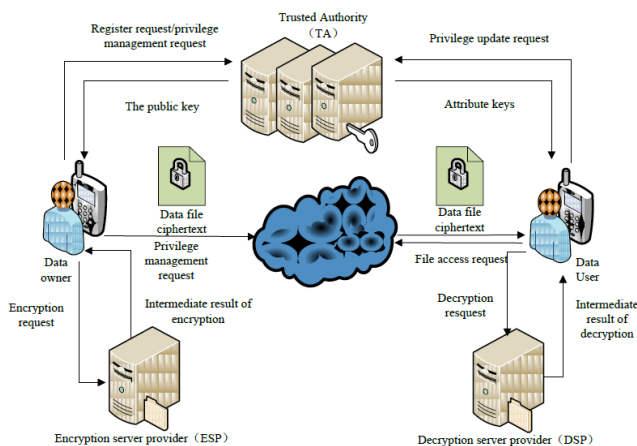 Trusted Authority
（TA）
Register request/privilege
management request
Privilege update request
The public key
Attribute keys
Data file
ciphertext
Data file
ciphertext
Privilege
management
request
File access request
Data
owner
Data
User
Encryption
request
Intermediate result of
encryption
Decryption
resquest
Intermediate
result of
decryption
Encryption server provider（ESP）
Decryption server provider（DSP）